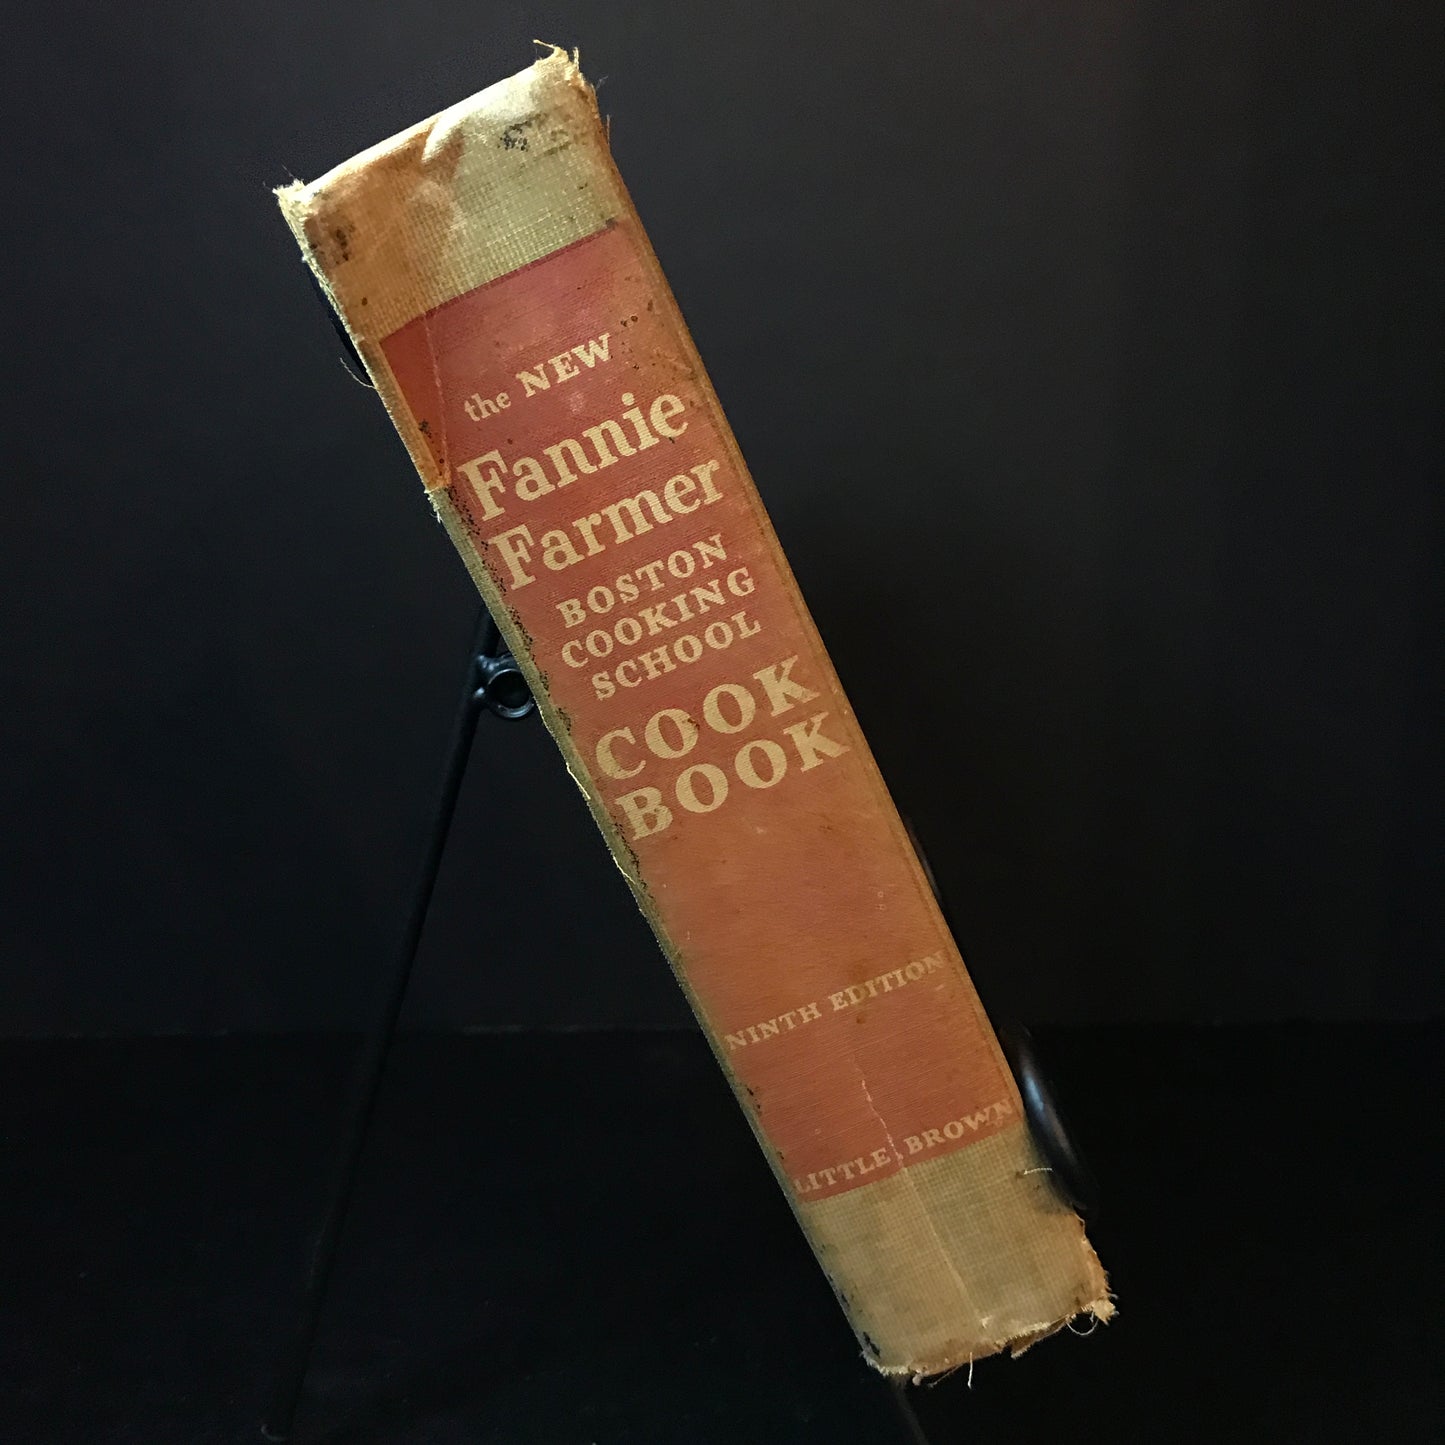 the NEW
Fannie
Farmer
BOSTON
COOKING
SCHOOL
COOK
BOOK
NINTH EDITION
LITTLE, BROWN